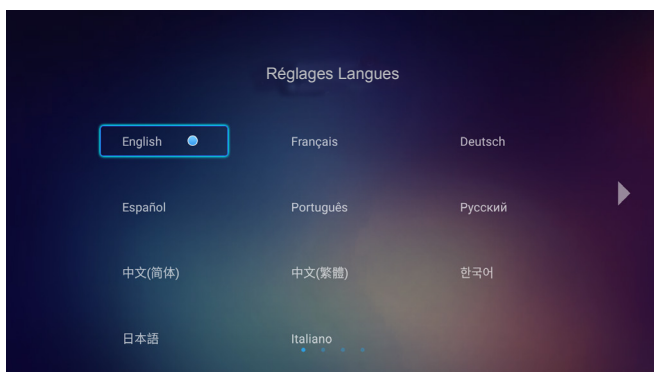 Réglages Langues
English
Français
Deutsch
Español
Português
Русский
中文(简体)
中文(繁體)
한국어
日本語
Italiano